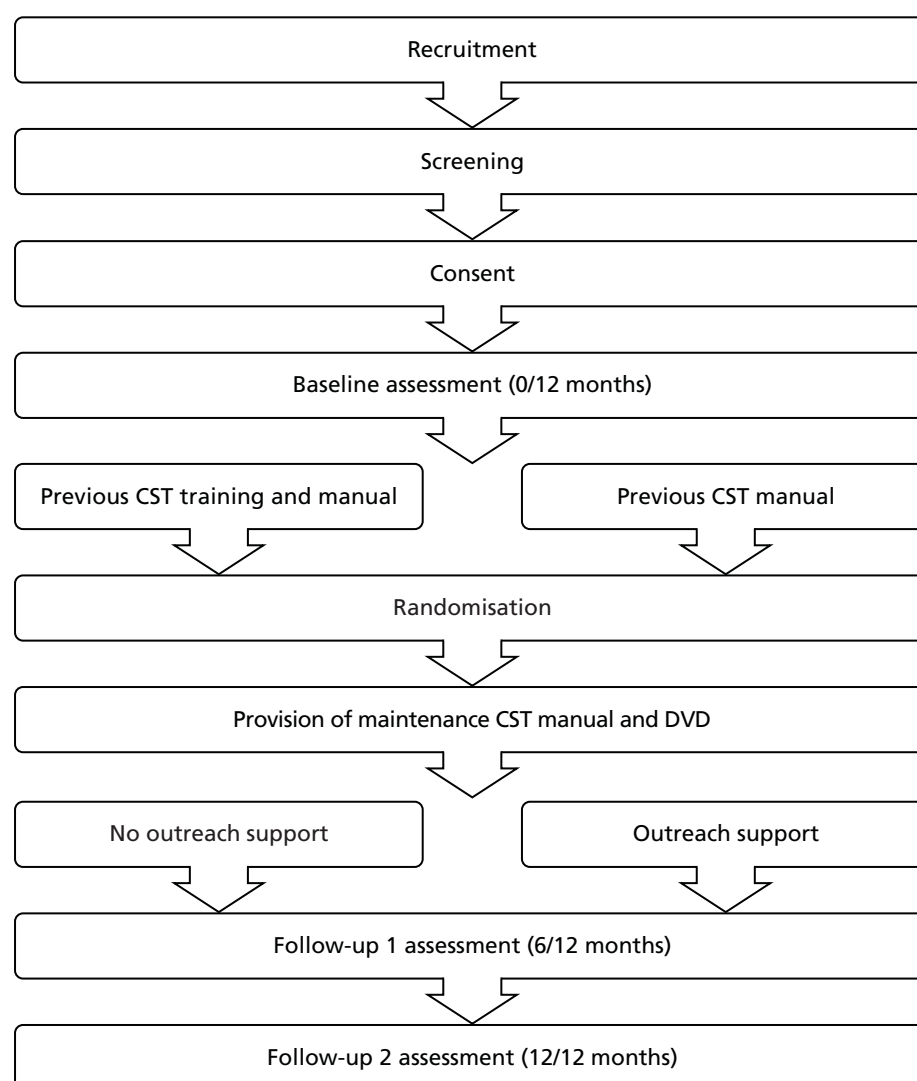 Recruitment
Screening
Consent
Baseline assessment (0/12 months)
Previous CST training and manual
Previous CST manual
Randomisation
Provision of maintenance CST manual and DVD
No outreach support
Outreach support
Follow-up 1 assessment (6/12 months)
Follow-up 2 assessment (12/12 months)